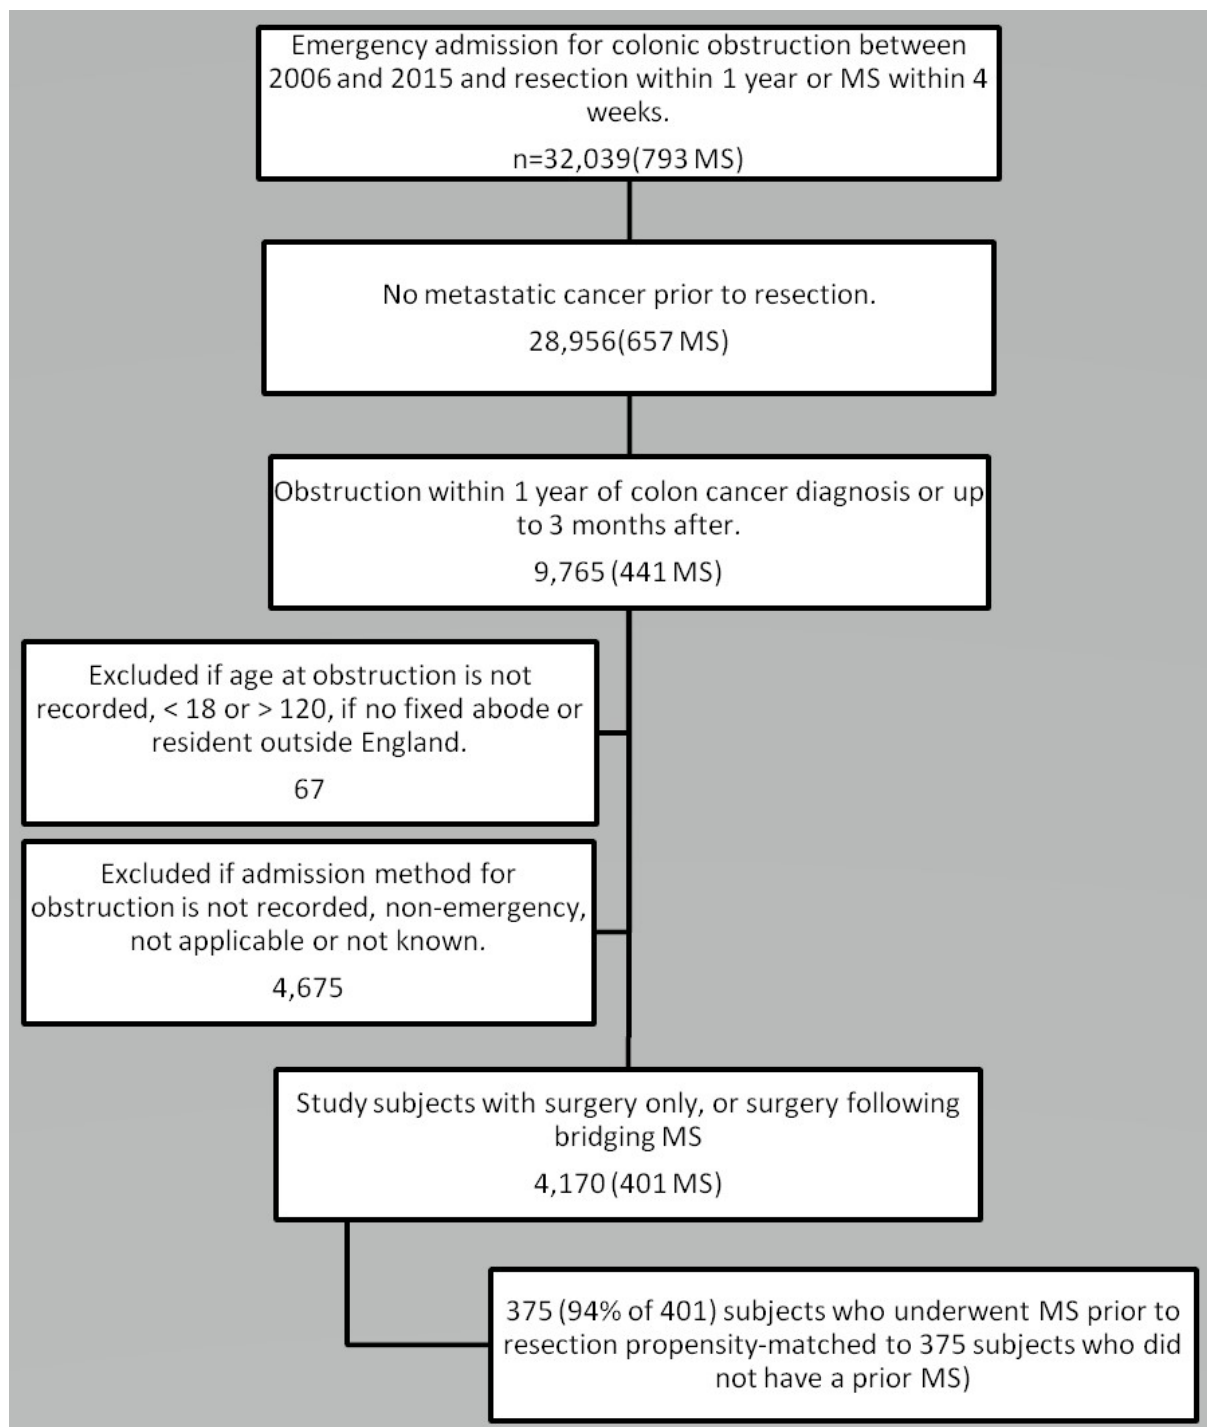 Emergency admission for colonic obstruction between
2006 and 2015 and resection within 1 year or MS within 4
weeks.
n=32,039(793 MS)
No metastatic cancer prior to resection.
28,956(657 MS)
Obstruction within 1 year of colon cancer diagnosis or up
to 3 months after.
9,765 (441 MS)
Excluded if age at obstruction is not
recorded, < 18 or > 120, if no fixed abode or
resident outside England.
67
Excluded if admission method for
obstruction is not recorded, non-emergency,
not applicable or not known.
4,675
Study subjects with surgery only, or surgery following
bridging MS
4,170 (401 MS)
375 (94% of 401) subjects who underwent MS prior to
resection propensity-matched to 375 subjects who did
not have a prior MS)